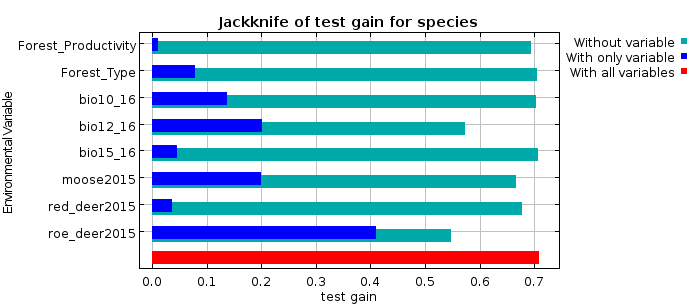 Jackknife of test gain for species
Forest_Productivity
Forest_Type
bio10_16
bio12_16
bio15_16
moose2015
red_deer2015
roe_deer2015
Environmental Variable
0.0 0.1 0.2 0.3 0.4 0.5 0.6 0.7
test gain
Without variable
With only variable
With all variables